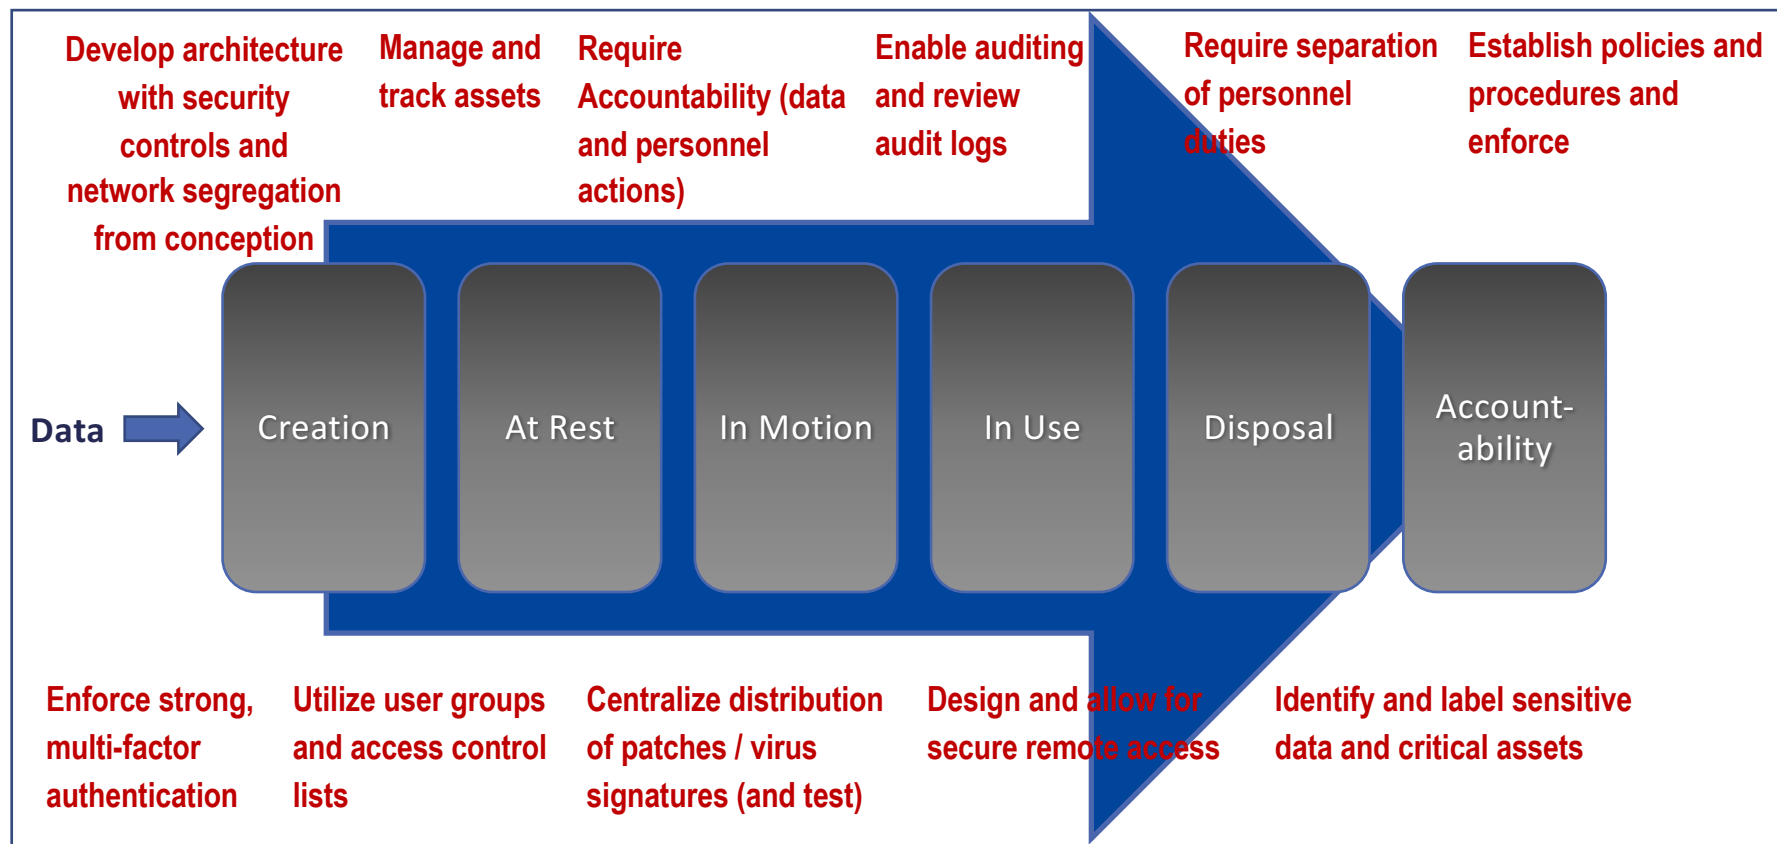 Develop architecture
with security
controls and
network segregation
from conception
Manage and
track assets
Require
Accountability (data
and personnel
actions)
Enable auditing
and review
audit logs
Require separation
of personnel
duties
Establish policies and
procedures and
enforce
Data
Creation
At Rest
In Motion
In Use
Disposal
Account-
ability
Enforce strong,
multi-factor
authentication
Utilize user groups
and access control
lists
Centralize distribution
of patches / virus
signatures (and test)
Design and allow for
secure remote access
Identify and label sensitive
data and critical assets